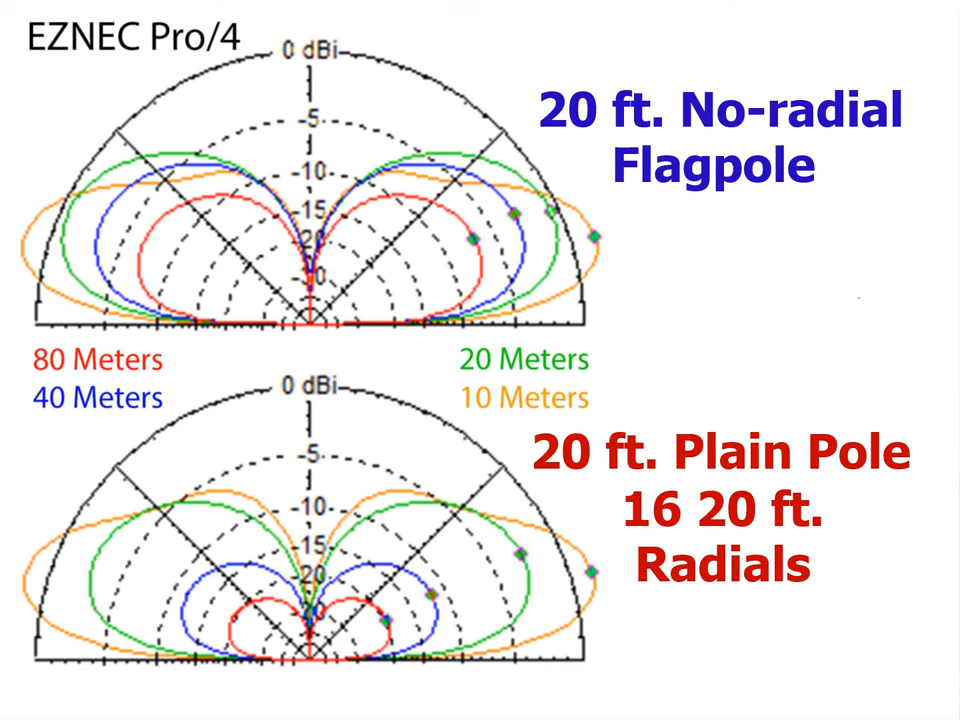 EZNEC Pro/4
0 dBi
-5
-10
-15
-20
20 ft. No-radial
Flagpole
80 Meters
40 Meters
20 Meters
10 Meters
0 dBi
-5
-10
-15
-20
20 ft. Plain Pole
16 20 ft.
Radials